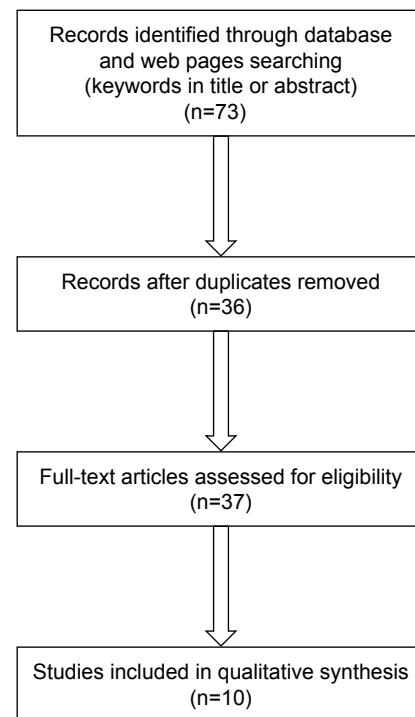 Records identified through database
and web pages searching
(keywords in title or abstract)
(n=73)
Records after duplicates removed
(n=36)
Full-text articles assessed for eligibility
(n=37)
Studies included in qualitative synthesis
(n=10)